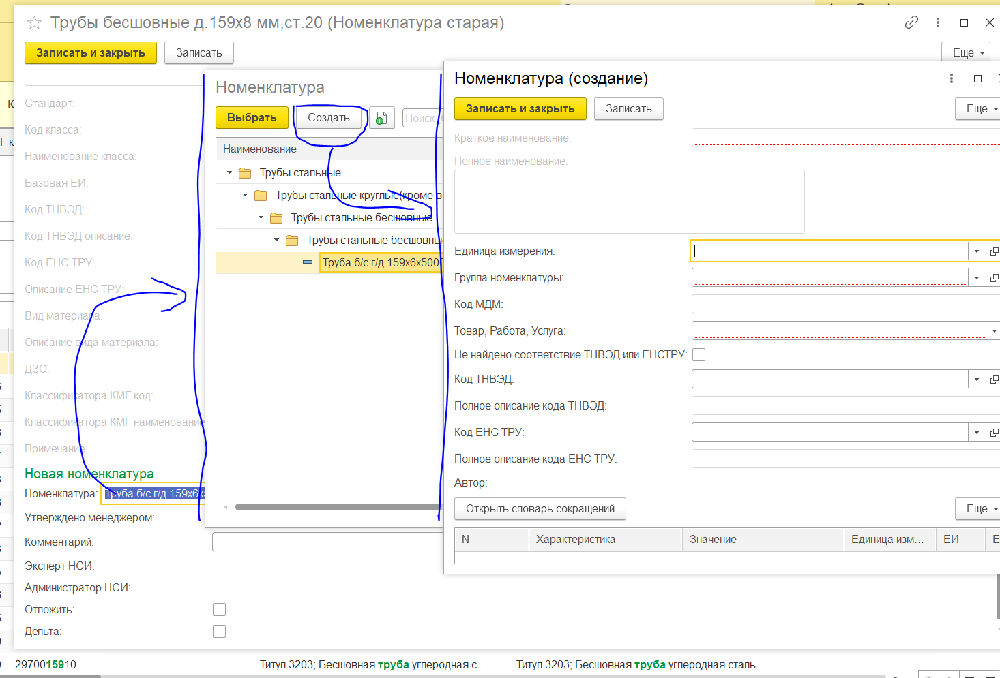 Трубы бесшовные д.159х8 мм,ст.20 (Номенклатура старая)
Записать и закрыть
Записать
Еще
Стандарт:
Код класса:
Наименование класса:
Базовая ЕИ:
Код ТНВЭД:
Код ТНВЭД описание:
Код ЕНС ТРУ:
Описание ЕНС ТРУ:
Вид материала:
Описание вида материала:
ДЗО:
Классификатора КМГ код:
Классификатора КМГ наименование
Примечание:
Новая номенклатура
Номенклатура: Труба б/с г/д 159х6х
Утверждено менеджером:
Комментарий:
Эксперт НСИ:
Администратор НСИ:
Отложить:
Дельта:
Номенклатура
Выбрать
Создать
Поиск
Наименование
Трубы стальные
Трубы стальные круглые(кроме в
Трубы стальные бесшовные
Трубы стальные бесшовны
Труба б/с г/д 159х6х500
Номенклатура (создание)
Записать и закрыть
Записать
Еще
Краткое наименование:
Полное наименование:
Единица измерения:
Группа номенклатуры:
Код МДМ:
Товар, Работа, Услуга:
Не найдено соответствие ТНВЭД или ЕНСТРУ:
Код ТНВЭД:
Полное описание кода ТНВЭД:
Код ЕНС ТРУ:
Полное описание кода ЕНС ТРУ:
Автор:
Открыть словарь сокращений
Еще
N Характеристика Значение Единица изм... ЕИ Е
2970015910 Титул 3203; Бесшовная труба углеродная с Титул 3203; Бесшовная труба углеродная сталь